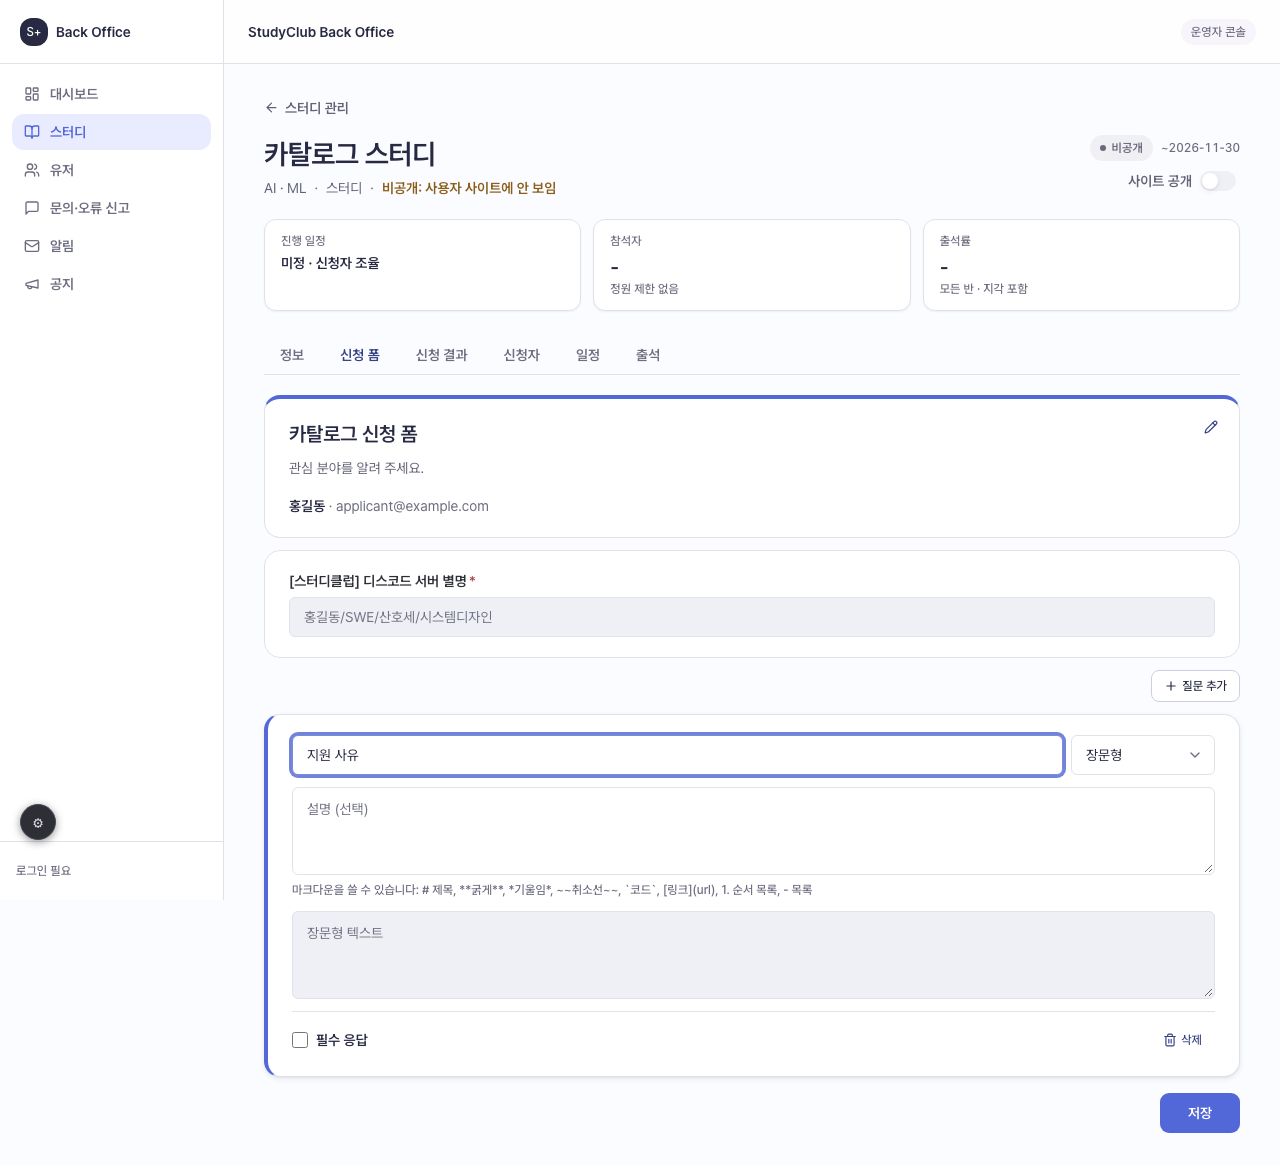 S+ Back Office
StudyClub Back Office
운영자 콘솔
대시보드
스터디
유저
문의·오류 신고
알림
공지
로그인 필요
← 스터디 관리
카탈로그 스터디
비공개 ~2026-11-30
AI · ML · 스터디 · 비공개: 사용자 사이트에 안 보임
사이트 공개
진행 일정
미정 · 신청자 조율
참석자
-
정원 제한 없음
출석률
-
모든 반 · 지각 포함
정보 신청 폼 신청 결과 신청자 일정 출석
카탈로그 신청 폼
관심 분야를 알려 주세요.
홍길동 · applicant@example.com
[스터디클럽] 디스코드 서버 별명 *
홍길동/SWE/산호세/시스템디자인
+ 질문 추가
지원 사유
장문형
설명 (선택)
마크다운을 쓸 수 있습니다: # 제목, **굵게**, *기울임*, ~~취소선~~, `코드`, [링크](url), 1. 순서 목록, - 목록
장문형 텍스트
필수 응답
삭제
저장